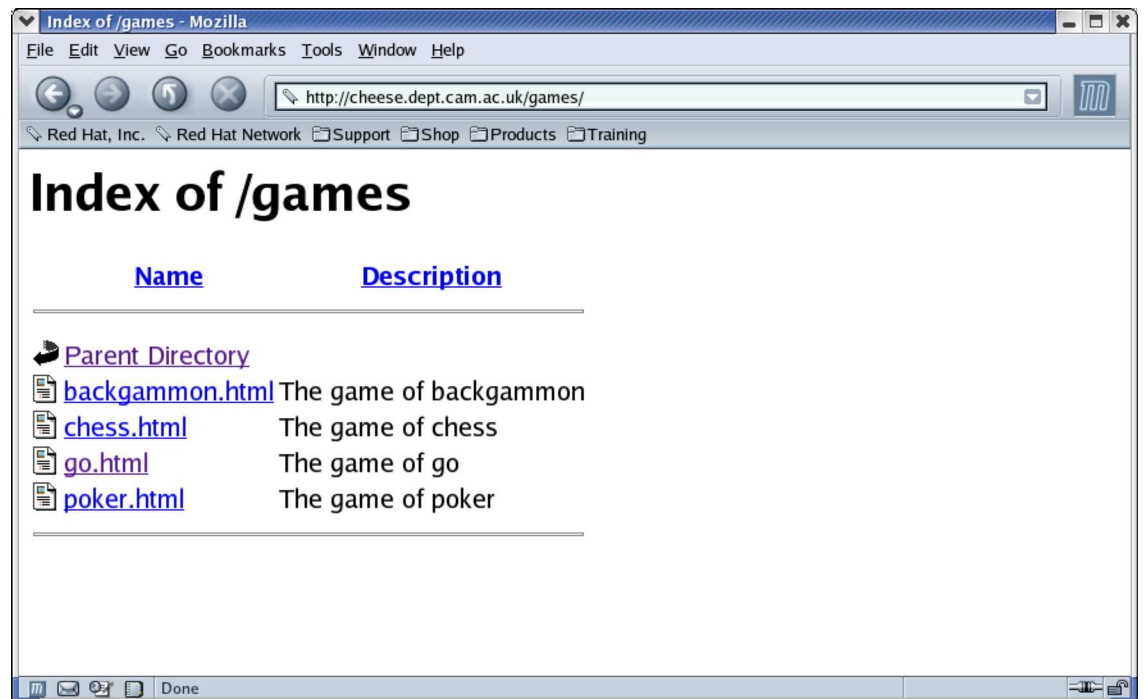 Index of /games - Mozilla
File Edit View Go Bookmarks Tools Window Help
http://cheese.dept.cam.ac.uk/games/
Red Hat, Inc. Red Hat Network Support Shop Products Training
Index of /games
Name Description
Parent Directory
backgammon.html The game of backgammon
chess.html The game of chess
go.html The game of go
poker.html The game of poker
Done